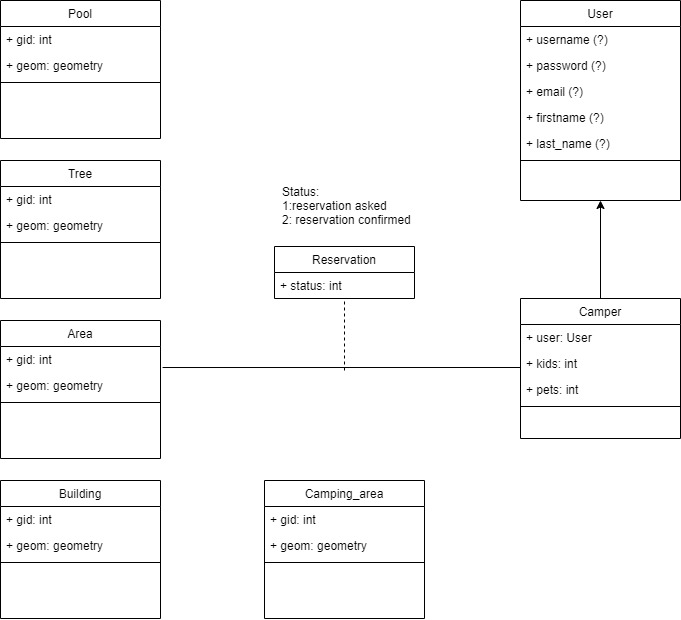 Pool
+ gid: int
+ geom: geometry
User
+ username (?)
+ password (?)
+ email (?)
+ firstname (?)
+ last_name (?)
Tree
+ gid: int
+ geom: geometry
Status:
1:reservation asked
2: reservation confirmed
Reservation
+ status: int
Area
+ gid: int
+ geom: geometry
Camper
+ user: User
+ kids: int
+ pets: int
Building
+ gid: int
+ geom: geometry
Camping_area
+ gid: int
+ geom: geometry